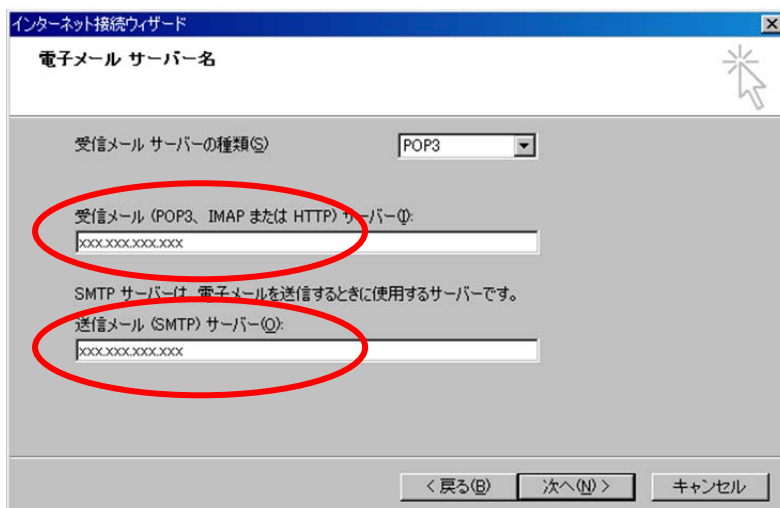 インターネット接続ウィザード
電子メール サーバー名
受信メール サーバーの種類(S)
POP3
受信メール (POP3、IMAP または HTTP) サーバー(I):
xxx.xxx.xxx.xxx
SMTP サーバーは、電子メールを送信するときに使用するサーバーです。
送信メール (SMTP) サーバー(O):
xxx.xxx.xxx.xxx
< 戻る(B)
次へ(N) >
キャンセル